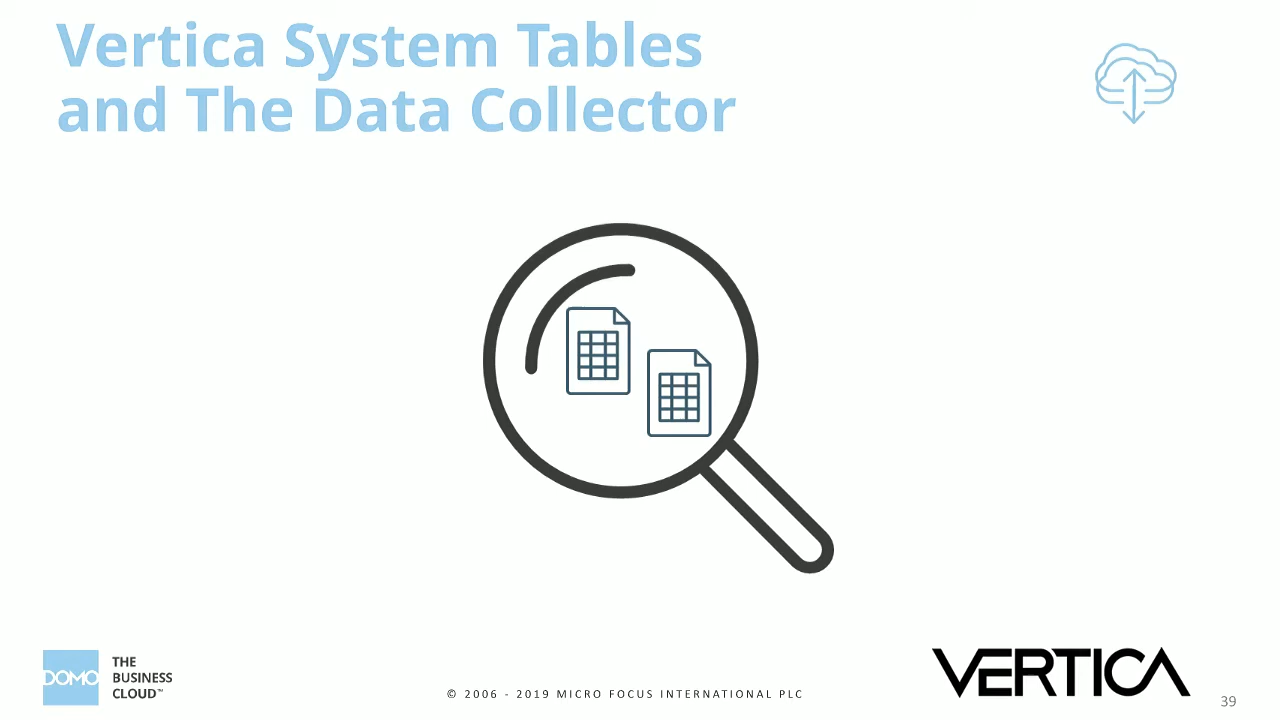 Vertica System Tables
and The Data Collector
DOMO
THE
BUSINESS
CLOUD™
© 2006 - 2019 MICRO FOCUS INTERNATIONAL PLC
VERTICA
39